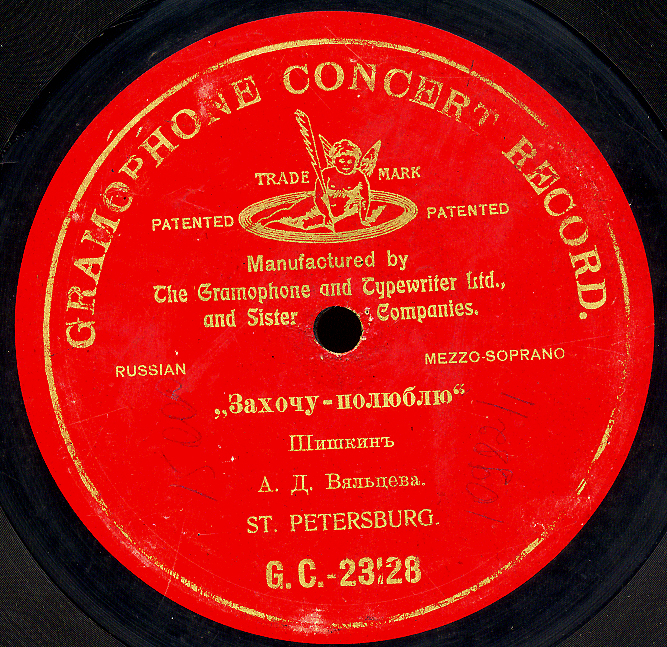 GRAMOPHONE CONCERT RECORD.
TRADE MARK
PATENTED PATENTED
Manufactured by
The Gramophone and Typewriter Ltd.,
and Sister Companies.
RUSSIAN MEZZO-SOPRANO
„Захочу-полюблю“
Шишкинъ
А. Д. Вяльцева.
ST. PETERSBURG.
G.C.-23128